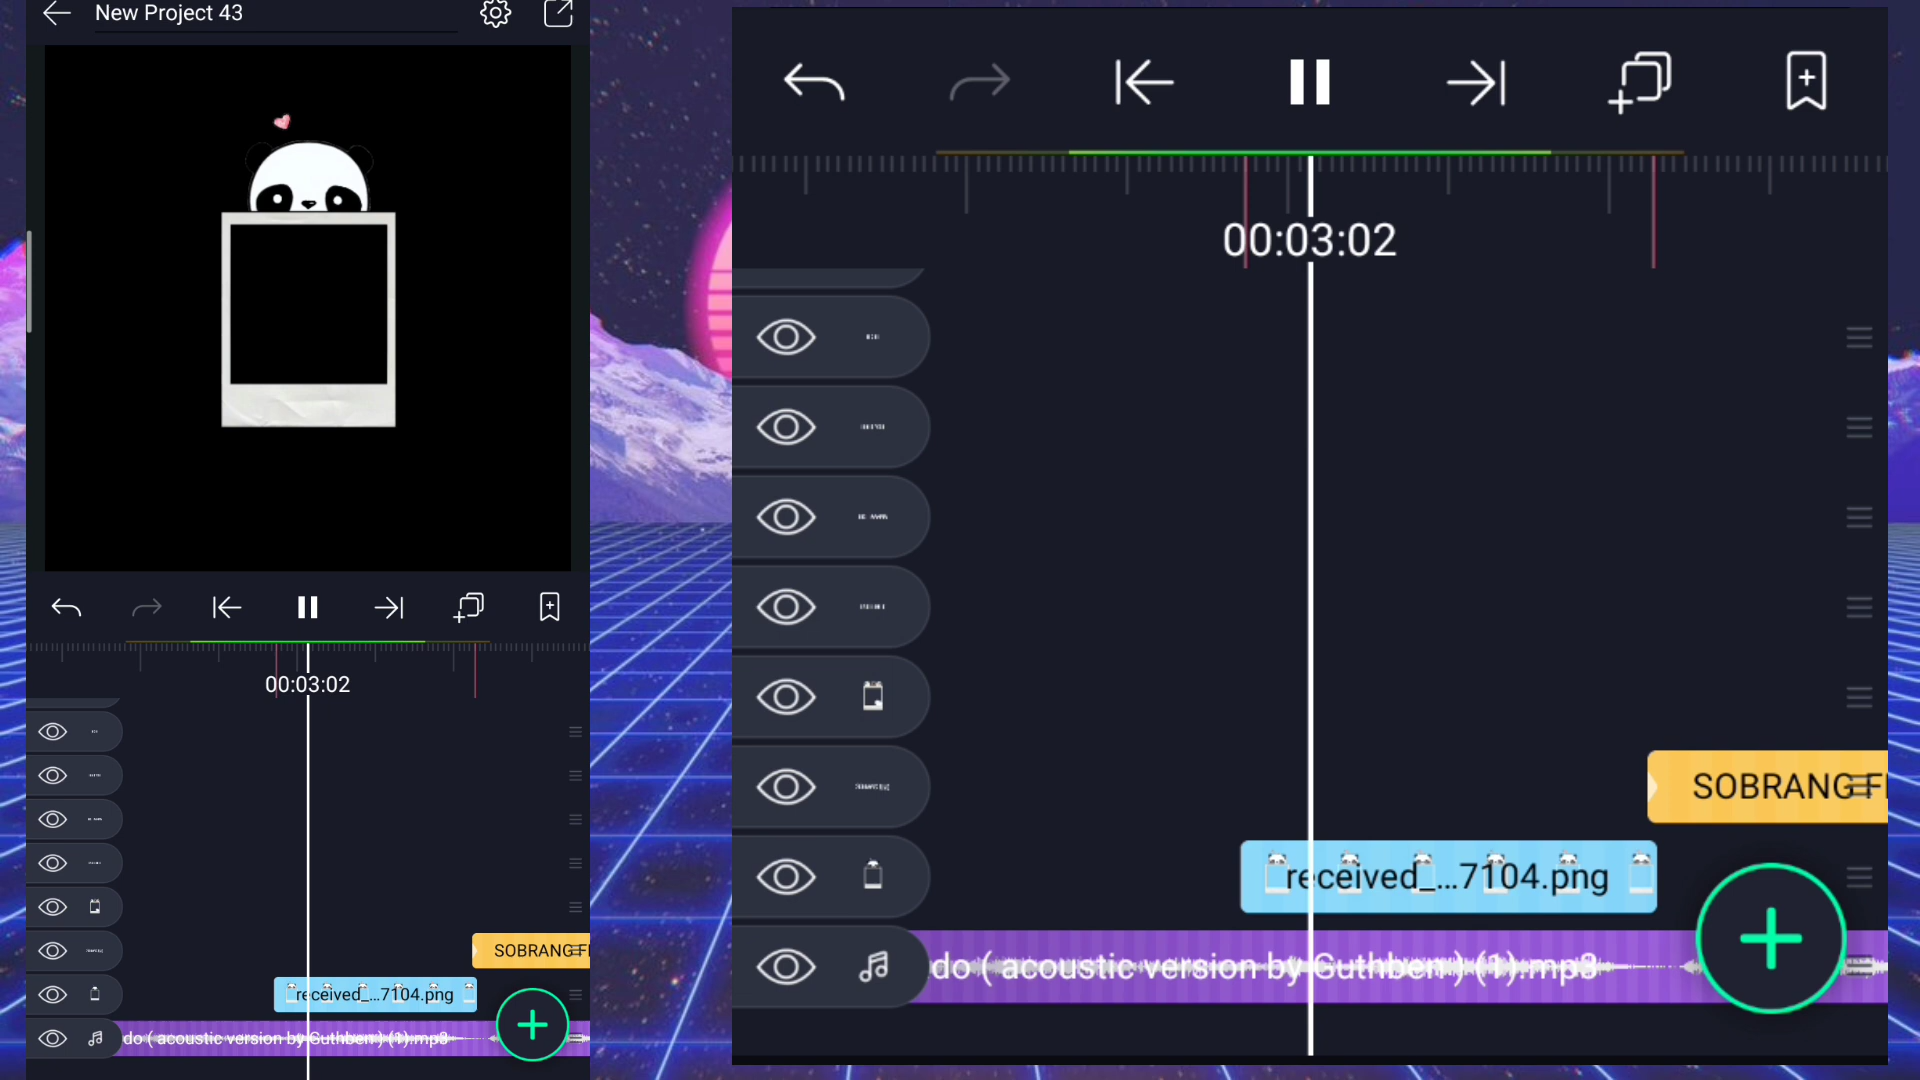 New Project 43
00:03:02
SOBRANG F
received_...7104.png
do ( acoustic version by Guthben ) (1).mp3
00:03:02
SOBRANG F
received_...7104.png
do ( acoustic version by Guthben ) (1).mp3